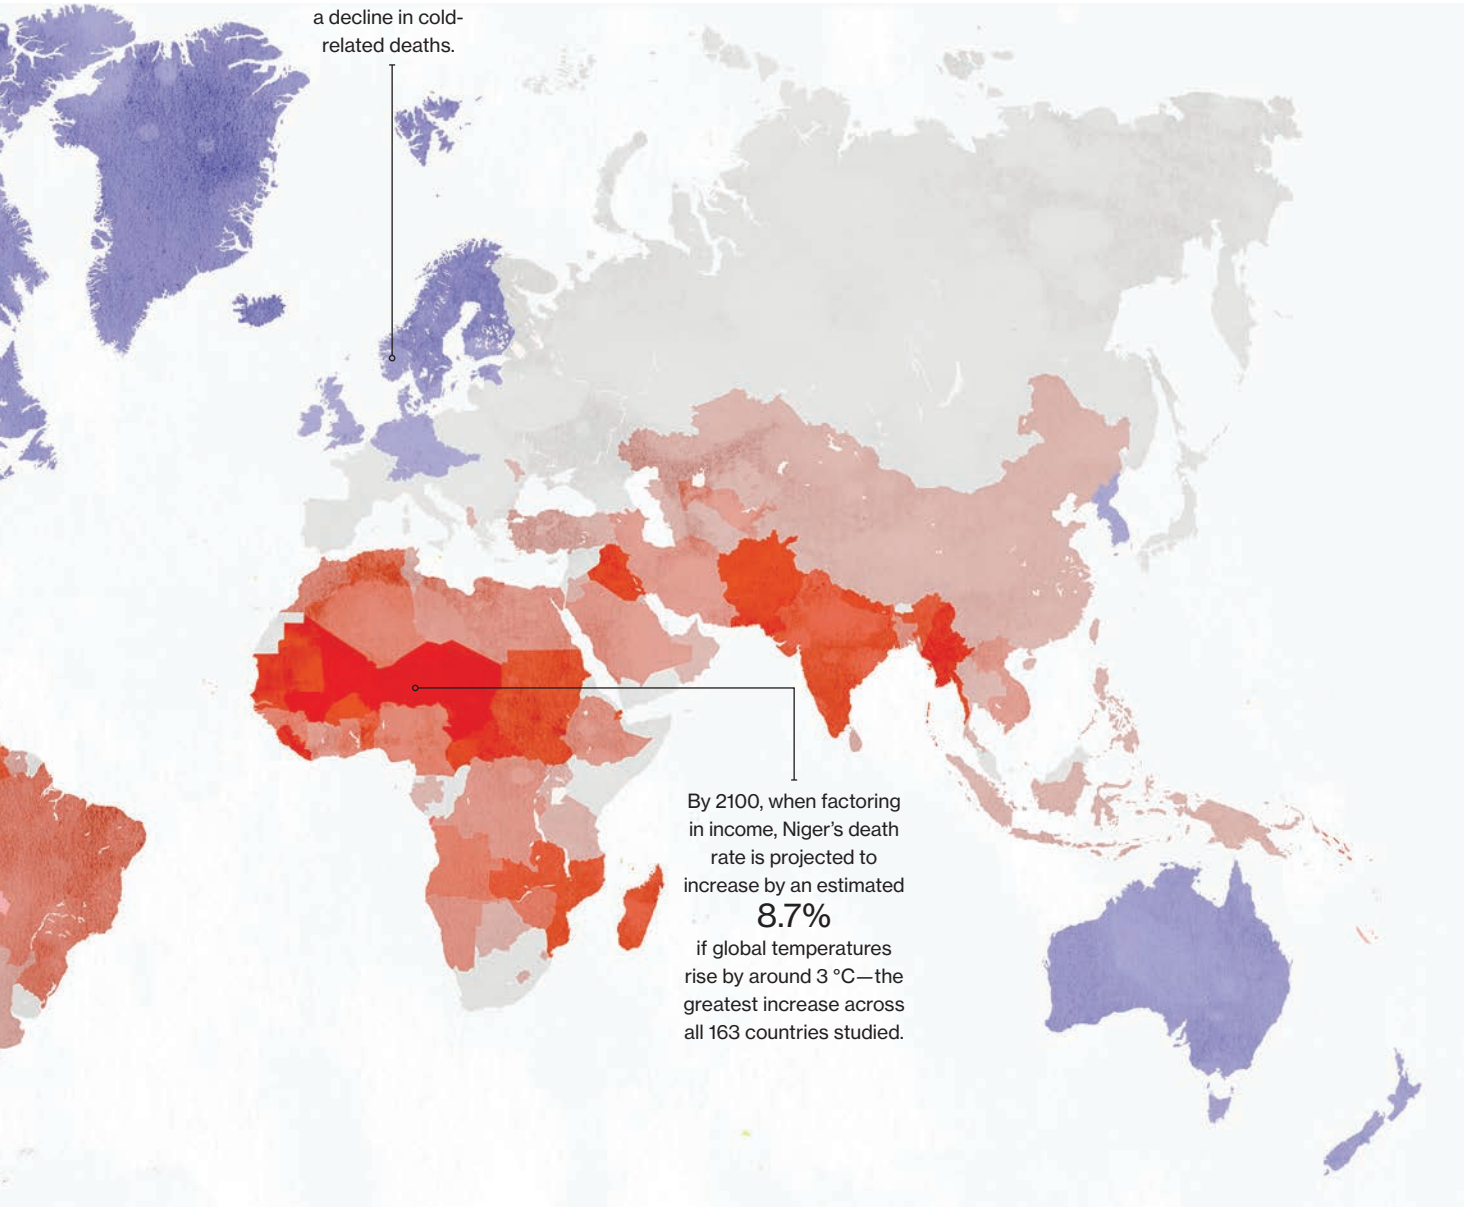 a decline in cold-
related deaths.
By 2100, when factoring
in income, Niger’s death
rate is projected to
increase by an estimated
8.7%
if global temperatures
rise by around 3 °C—the
greatest increase across
all 163 countries studied.